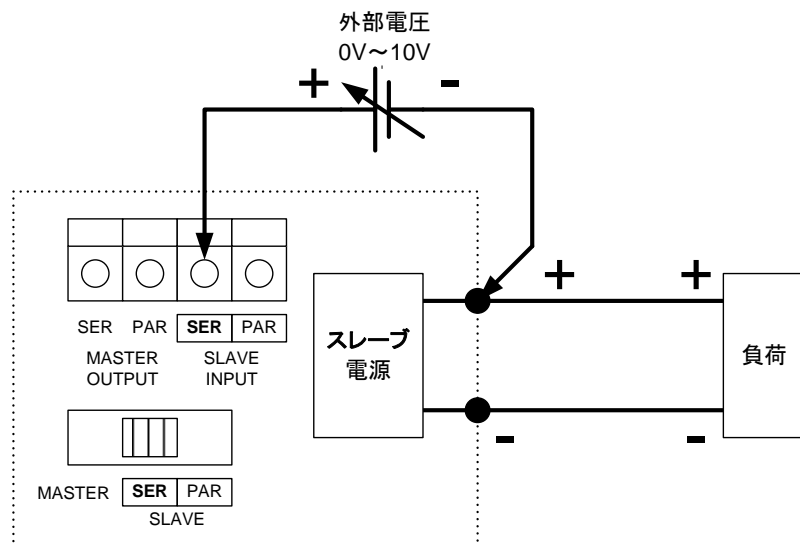 外部電圧
0V～10V
+ -
SER PAR SER PAR
MASTER OUTPUT
SLAVE INPUT
スレーブ
電源
+ +
負荷
- -
MASTER SER PAR
SLAVE